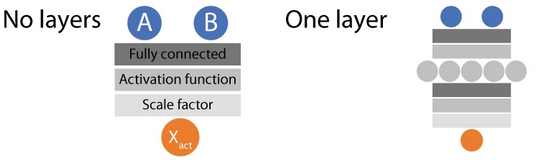 No layers
A
B
One layer
Fully connected
Activation function
Scale factor
Xact